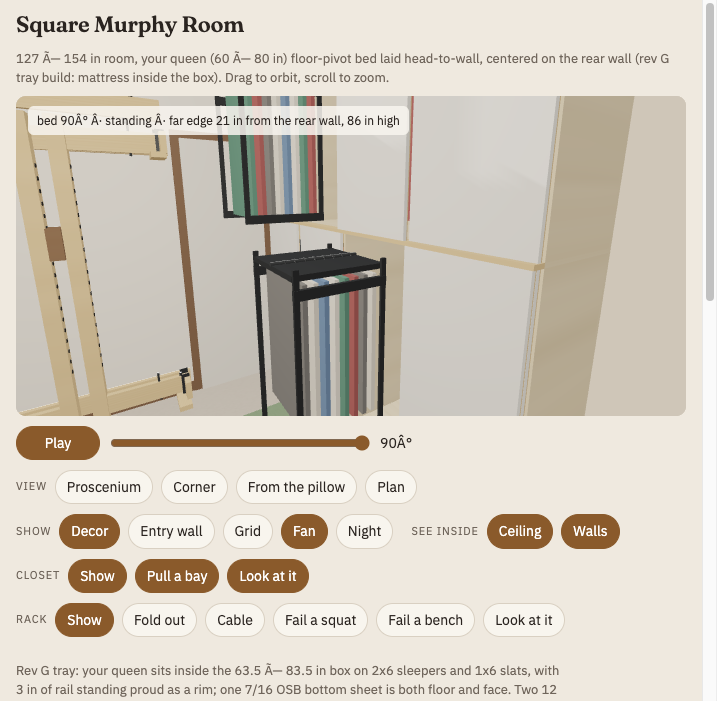 Square Murphy Room
127 Ã— 154 in room, your queen (60 Ã— 80 in) floor-pivot bed laid head-to-wall, centered on the rear wall (rev G
tray build: mattress inside the box). Drag to orbit, scroll to zoom.
bed 90Â° Â· standing Â· far edge 21 in from the rear wall, 86 in high
Play 90Â°
VIEW Proscenium Corner From the pillow Plan
SHOW Decor Entry wall Grid Fan Night SEE INSIDE Ceiling Walls
CLOSET Show Pull a bay Look at it
RACK Show Fold out Cable Fail a squat Fail a bench Look at it
Rev G tray: your queen sits inside the 63.5 Ã— 83.5 in box on 2x6 sleepers and 1x6 slats, with
3 in of rail standing proud as a rim; one 7/16 OSB bottom sheet is both floor and face. Two 12